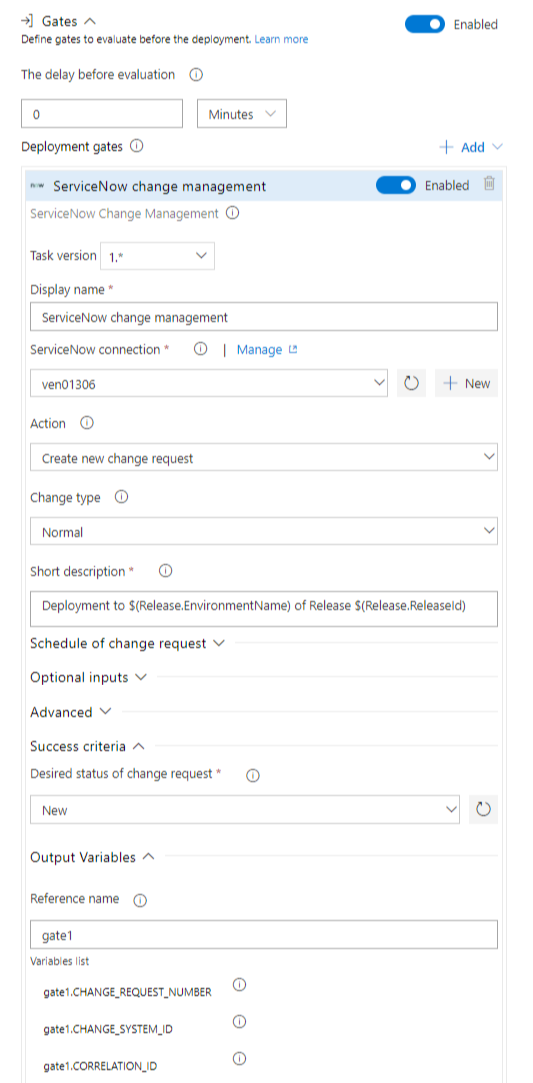 Gates
Enabled
Define gates to evaluate before the deployment. Learn more
The delay before evaluation
0
Minutes
Deployment gates
Add
now ServiceNow change management
Enabled
ServiceNow Change Management
Task version 1.*
Display name *
ServiceNow change management
ServiceNow connection * | Manage
ven01306
New
Action
Create new change request
Change type
Normal
Short description *
Deployment to $(Release.EnvironmentName) of Release $(Release.ReleaseId)
Schedule of change request
Optional inputs
Advanced
Success criteria
Desired status of change request *
New
Output Variables
Reference name
gate1
Variables list
gate1.CHANGE_REQUEST_NUMBER
gate1.CHANGE_SYSTEM_ID
gate1.CORRELATION_ID